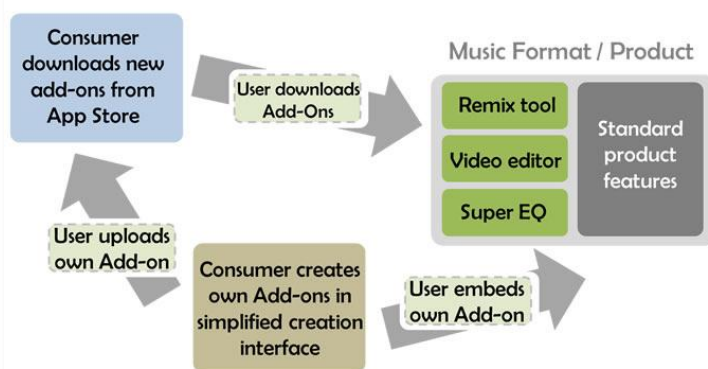 Consumer
downloads new
add-ons from
App Store
User downloads
Add-Ons
Music Format / Product
Remix tool
Video editor
Super EQ
Standard
product
features
User uploads
own Add-on
Consumer creates
own Add-ons in
simplified creation
interface
User embeds
own Add-on